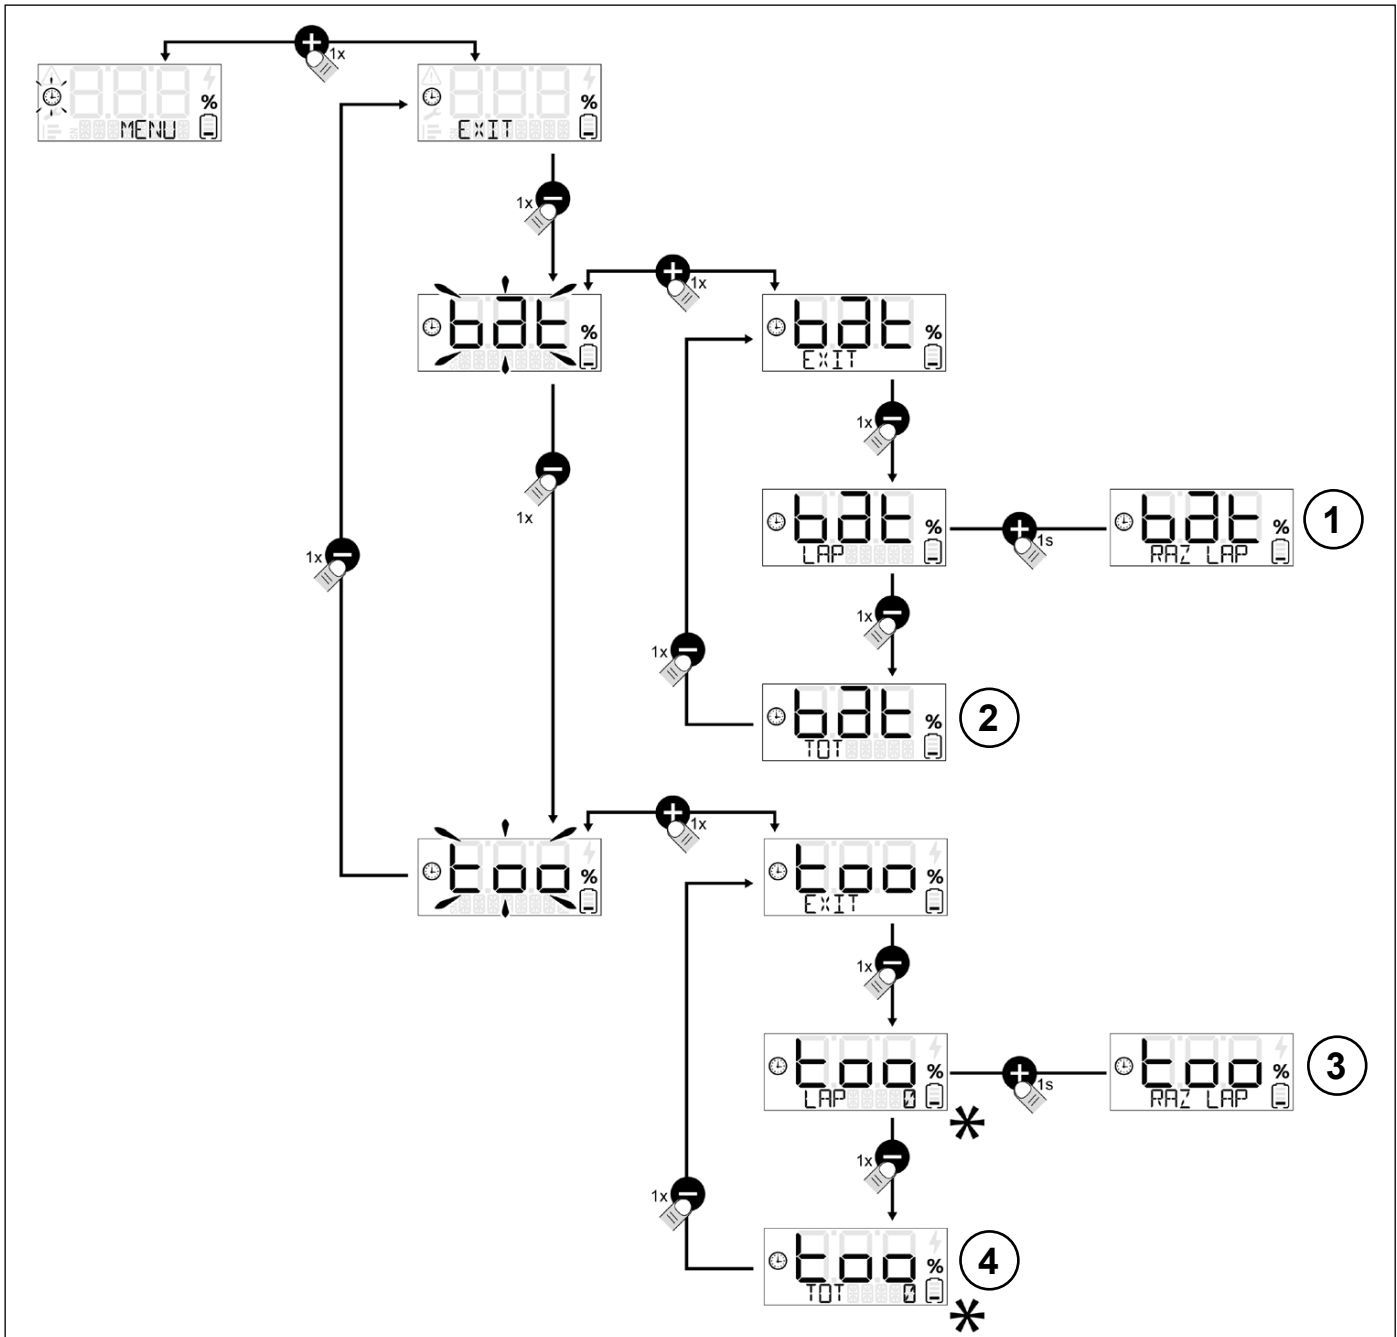 1x
% MENU
% EXIT
1x
1x
bat %
bat %
EXIT
1x
1x
bat %
LAP
1s
bat %
RAZ LAP
1
1x
1x
1x
bat %
TOT
2
1x
too %
too %
EXIT
1x
too %
LAP 0
*
1s
too %
RAZ LAP
3
1x
1x
too %
TOT 0
*
4